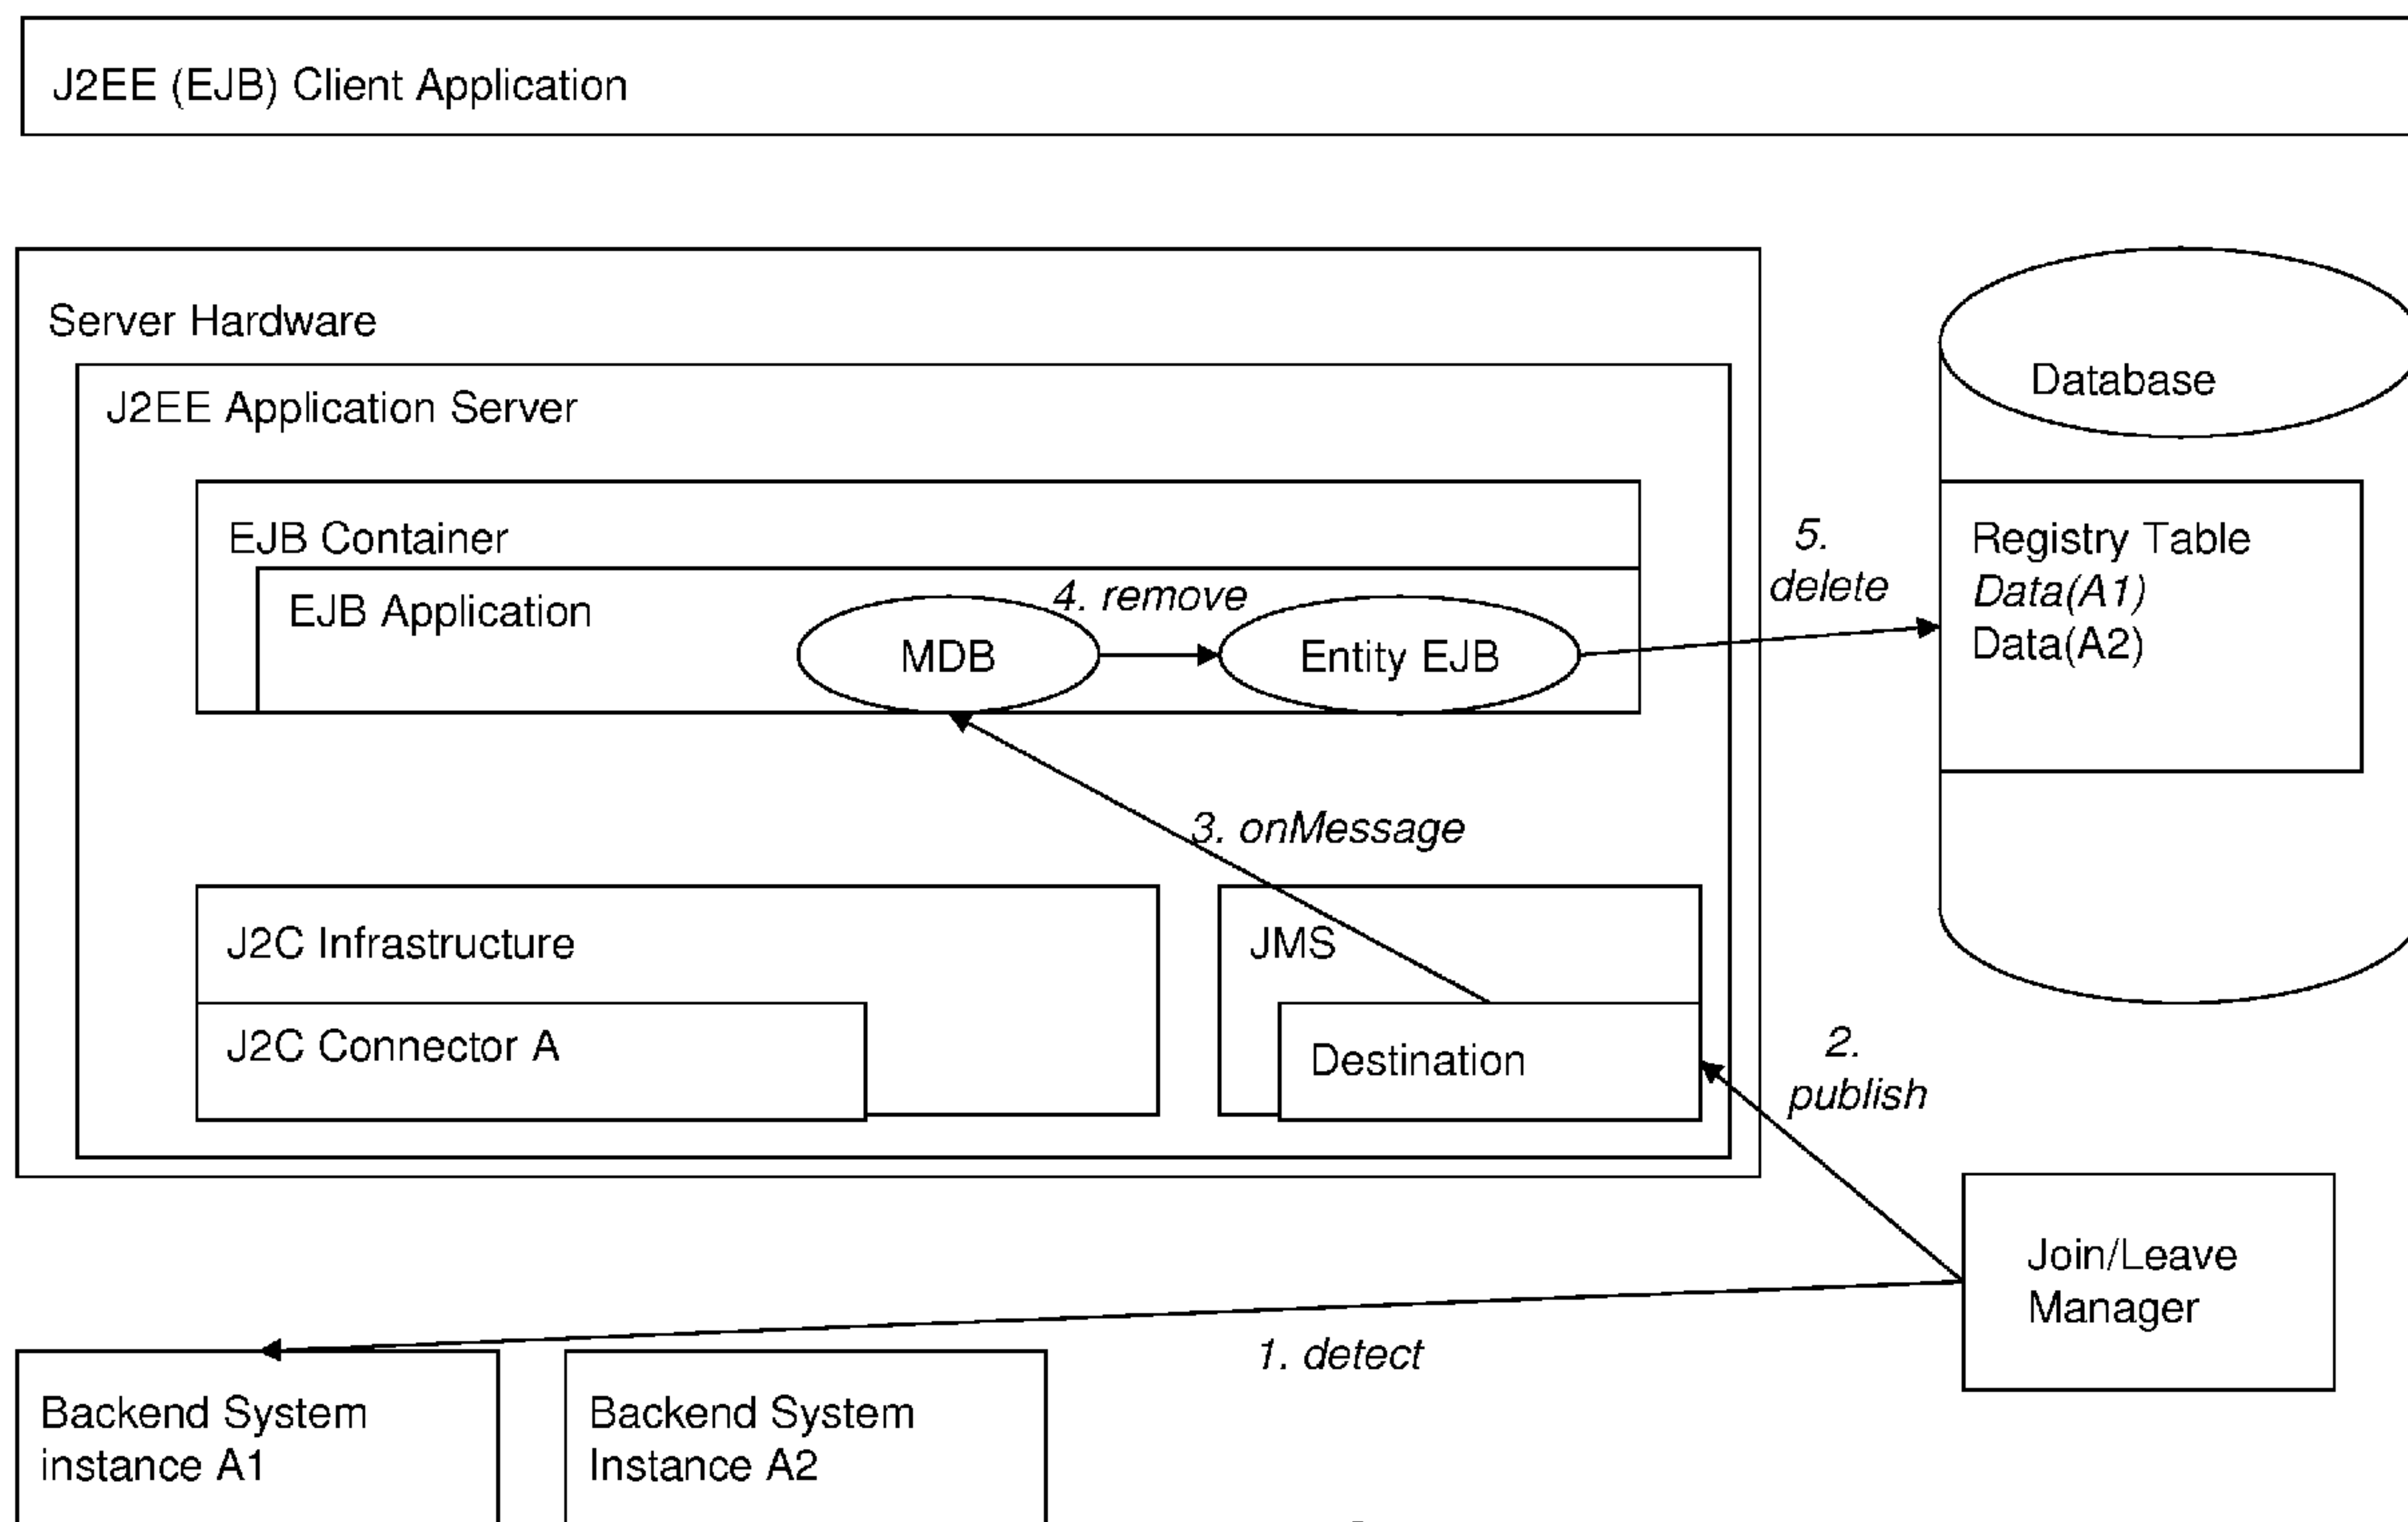 J2EE (EJB) Client Application
Server Hardware
J2EE Application Server
Database
EJB Container
EJB Application
4. remove
MDB
Entity EJB
5.
delete
Registry Table
Data(A1)
Data(A2)
3. onMessage
J2C Infrastructure
J2C Connector A
JMS
Destination
2.
publish
Join/Leave
Manager
1. detect
Backend System
instance A1
Backend System
Instance A2